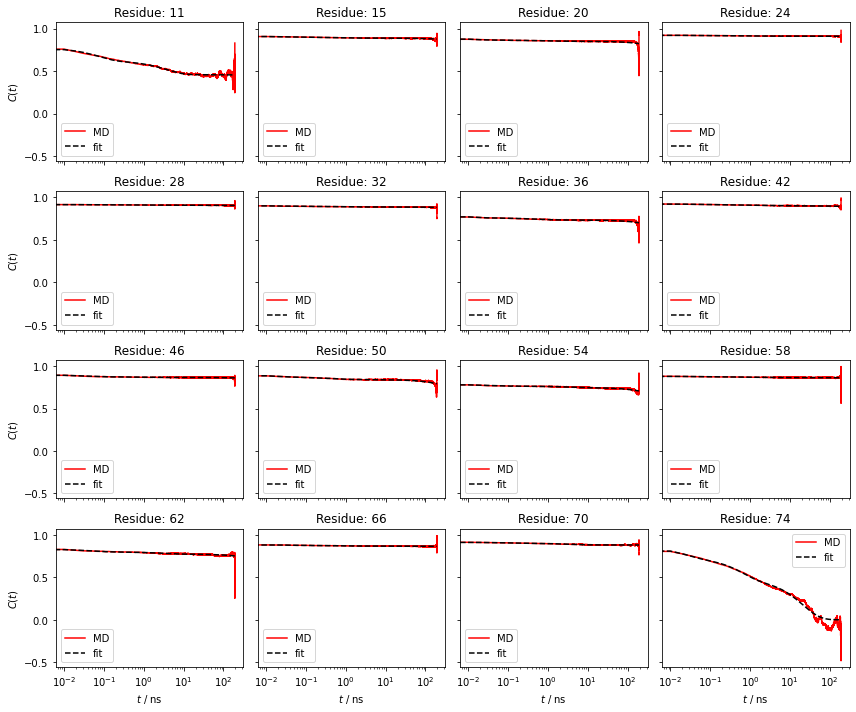 Residue: 11
Residue: 15
Residue: 20
Residue: 24
1.0
0.5
0.0
−0.5
C(t)
MD
fit
MD
fit
MD
fit
MD
fit
Residue: 28
Residue: 32
Residue: 36
Residue: 42
1.0
0.5
0.0
−0.5
C(t)
MD
fit
MD
fit
MD
fit
MD
fit
Residue: 46
Residue: 50
Residue: 54
Residue: 58
1.0
0.5
0.0
−0.5
C(t)
MD
fit
MD
fit
MD
fit
MD
fit
Residue: 62
Residue: 66
Residue: 70
Residue: 74
1.0
0.5
0.0
−0.5
C(t)
MD
fit
MD
fit
MD
fit
MD
fit
10⁻² 10⁻¹ 10⁰ 10¹ 10²
10⁻² 10⁻¹ 10⁰ 10¹ 10²
10⁻² 10⁻¹ 10⁰ 10¹ 10²
10⁻² 10⁻¹ 10⁰ 10¹ 10²
t / ns
t / ns
t / ns
t / ns